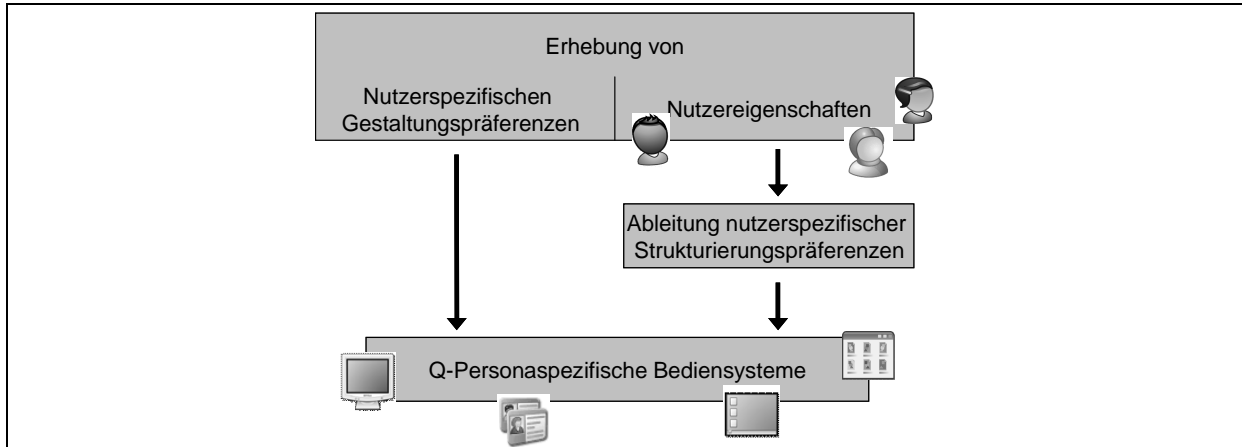 Erhebung von
Nutzerspezifischen
Gestaltungspräferenzen
Nutzereigenschaften
Ableitung nutzerspezifischer
Strukturierungspräferenzen
Q-Personaspezifische Bediensysteme